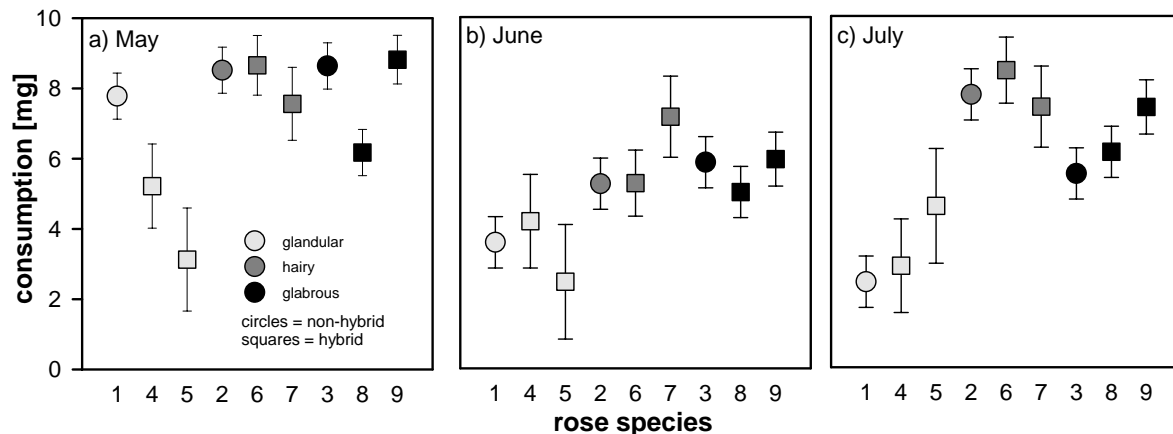 consumption [mg]
10
8
6
4
2
0
a) May
glandular
hairy
glabrous
circles = non-hybrid
squares = hybrid
1 4 5 2 6 7 3 8 9
b) June
1 4 5 2 6 7 3 8 9
c) July
1 4 5 2 6 7 3 8 9
rose species